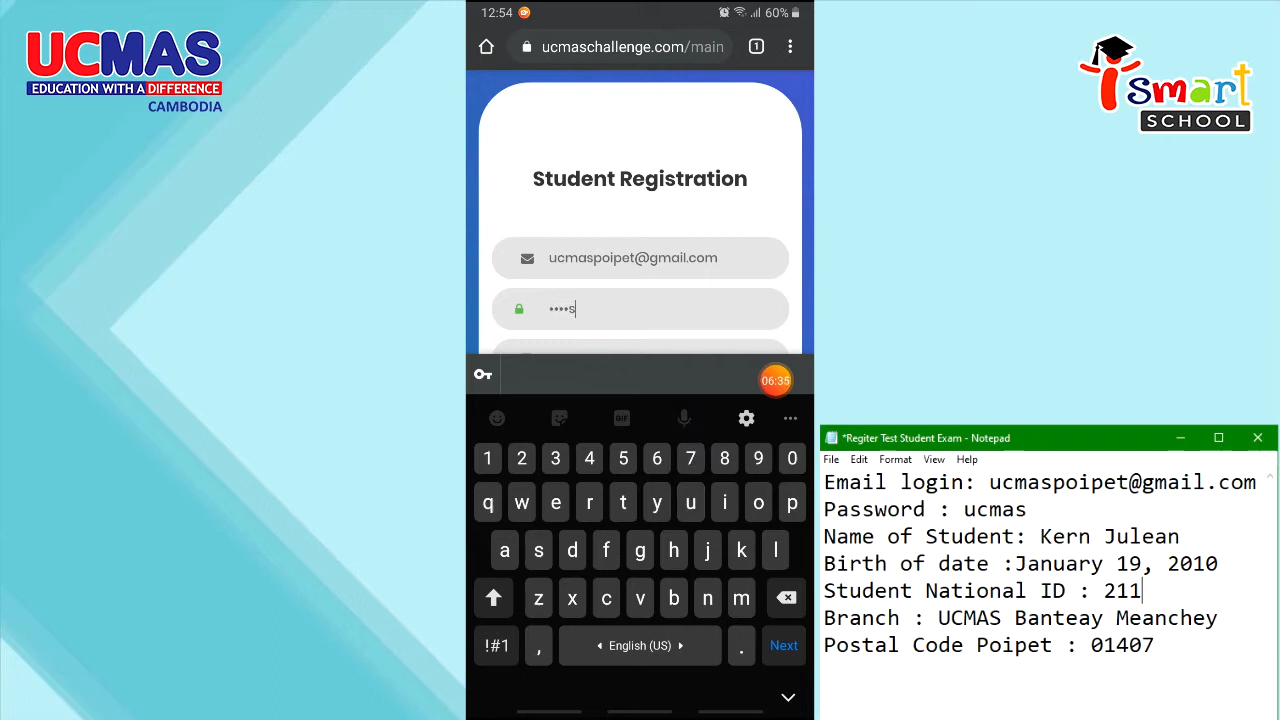 UCMAS
EDUCATION WITH A DIFFERENCE
CAMBODIA
12:54
60%
ucmaschallenge.com/main
1
Student Registration
ucmaspoipet@gmail.com
••••s
06:35
GIF
1 2 3 4 5 6 7 8 9 0
q w e r t y u i o p
a s d f g h j k l
z x c v b n m
!#1 , English (US) . Next
i smart
SCHOOL
*Regiter Test Student Exam - Notepad
File Edit Format View Help
Email login: ucmaspoipet@gmail.com
Password : ucmas
Name of Student: Kern Julean
Birth of date :January 19, 2010
Student National ID : 211
Branch : UCMAS Banteay Meanchey
Postal Code Poipet : 01407